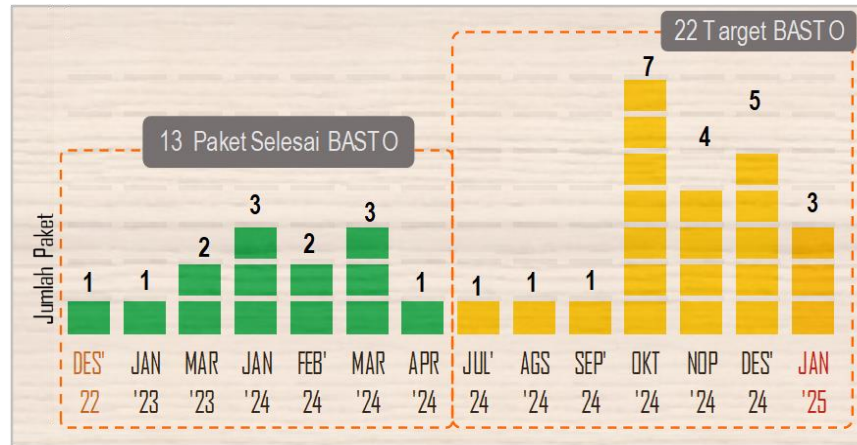 22 Target BASTO
13 Paket Selesai BASTO
Jumlah Paket
1 1 2 3 2 3 1 1 1 1 7 4 5 3
DES' JAN MAR JAN FEB' MAR APR JUL' AGS SEP' OKT NOP DES' JAN
22 '23 '23 '24 24 '24 '24 24 '24 24 '24 '24 24 '25